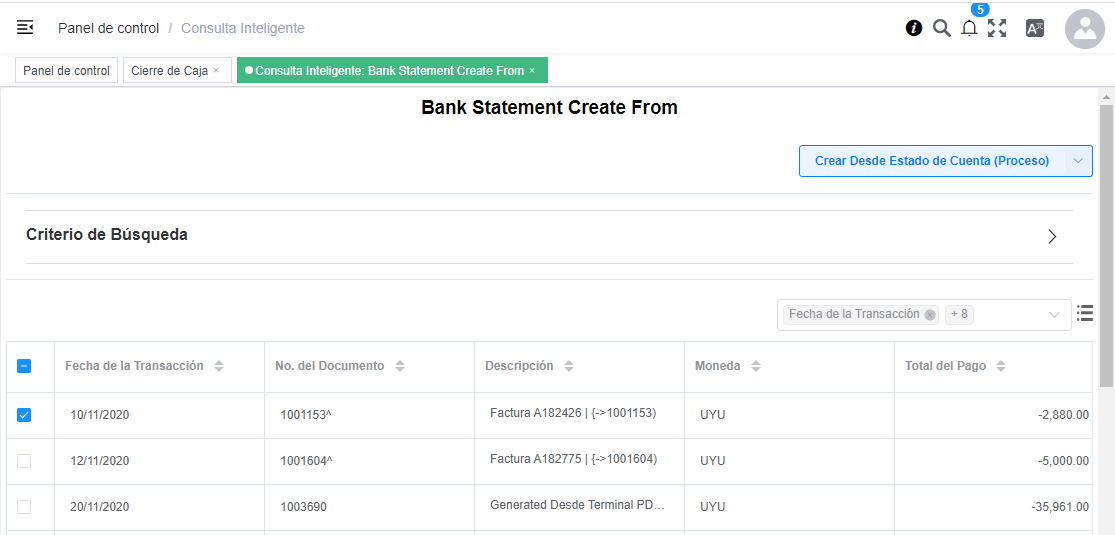 Panel de control / Consulta Inteligente
5
Panel de control
Cierre de Caja ×
Consulta Inteligente: Bank Statement Create From ×
Bank Statement Create From
Crear Desde Estado de Cuenta (Proceso)
Criterio de Búsqueda
Fecha de la Transacción + 8
Fecha de la Transacción No. del Documento Descripción Moneda Total del Pago
10/11/2020 1001153^ Factura A182426 | {->1001153) UYU -2,880.00
12/11/2020 1001604^ Factura A182775 | {->1001604) UYU -5,000.00
20/11/2020 1003690 Generated Desde Terminal PD... UYU -35,961.00